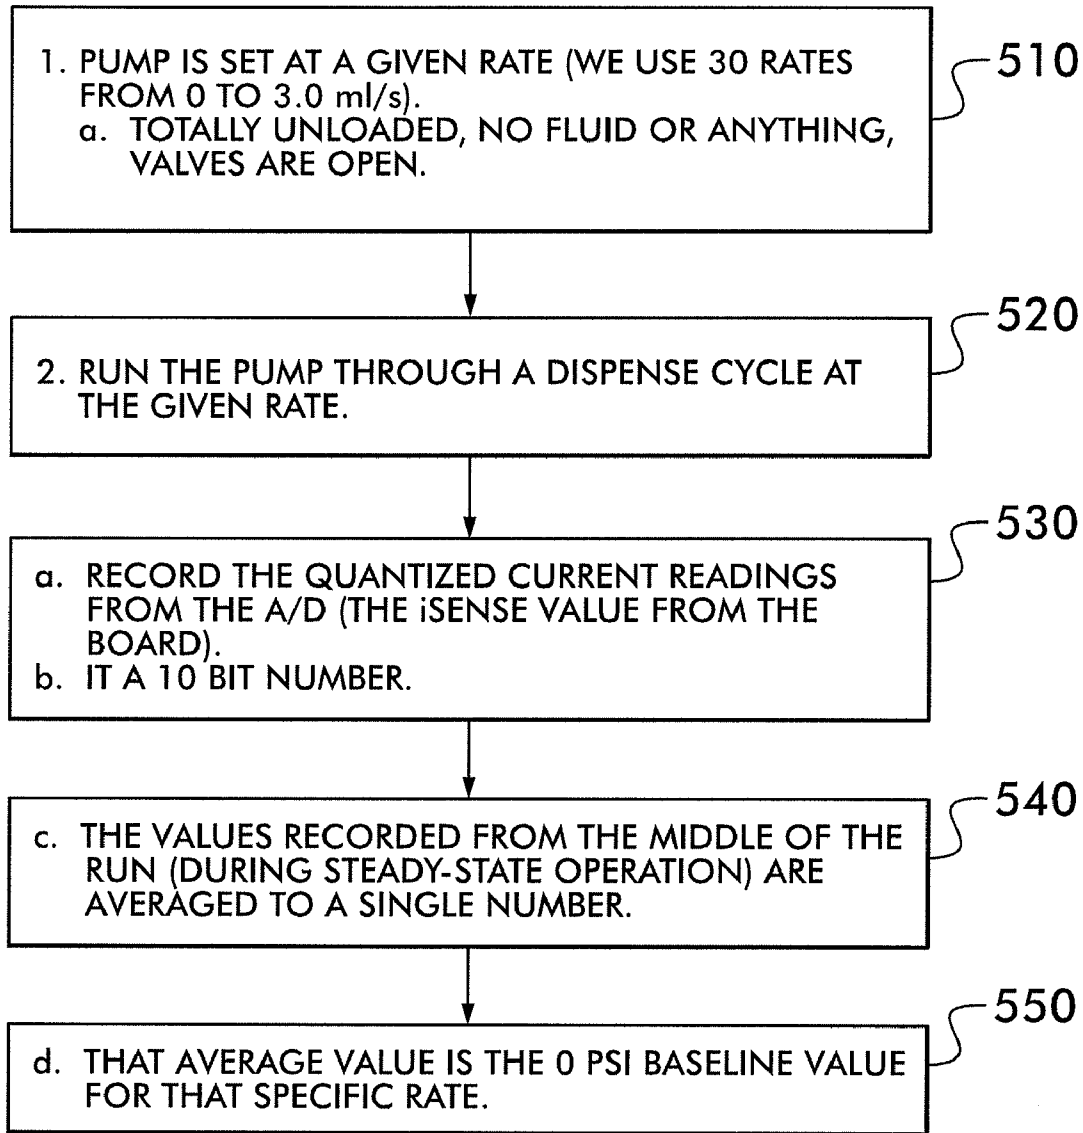 1. PUMP IS SET AT A GIVEN RATE (WE USE 30 RATES
FROM 0 TO 3.0 ml/s).
a. TOTALLY UNLOADED, NO FLUID OR ANYTHING,
VALVES ARE OPEN.
510
2. RUN THE PUMP THROUGH A DISPENSE CYCLE AT
THE GIVEN RATE.
520
a. RECORD THE QUANTIZED CURRENT READINGS
FROM THE A/D (THE iSENSE VALUE FROM THE
BOARD).
b. IT A 10 BIT NUMBER.
530
c. THE VALUES RECORDED FROM THE MIDDLE OF THE
RUN (DURING STEADY-STATE OPERATION) ARE
AVERAGED TO A SINGLE NUMBER.
540
d. THAT AVERAGE VALUE IS THE 0 PSI BASELINE VALUE
FOR THAT SPECIFIC RATE.
550